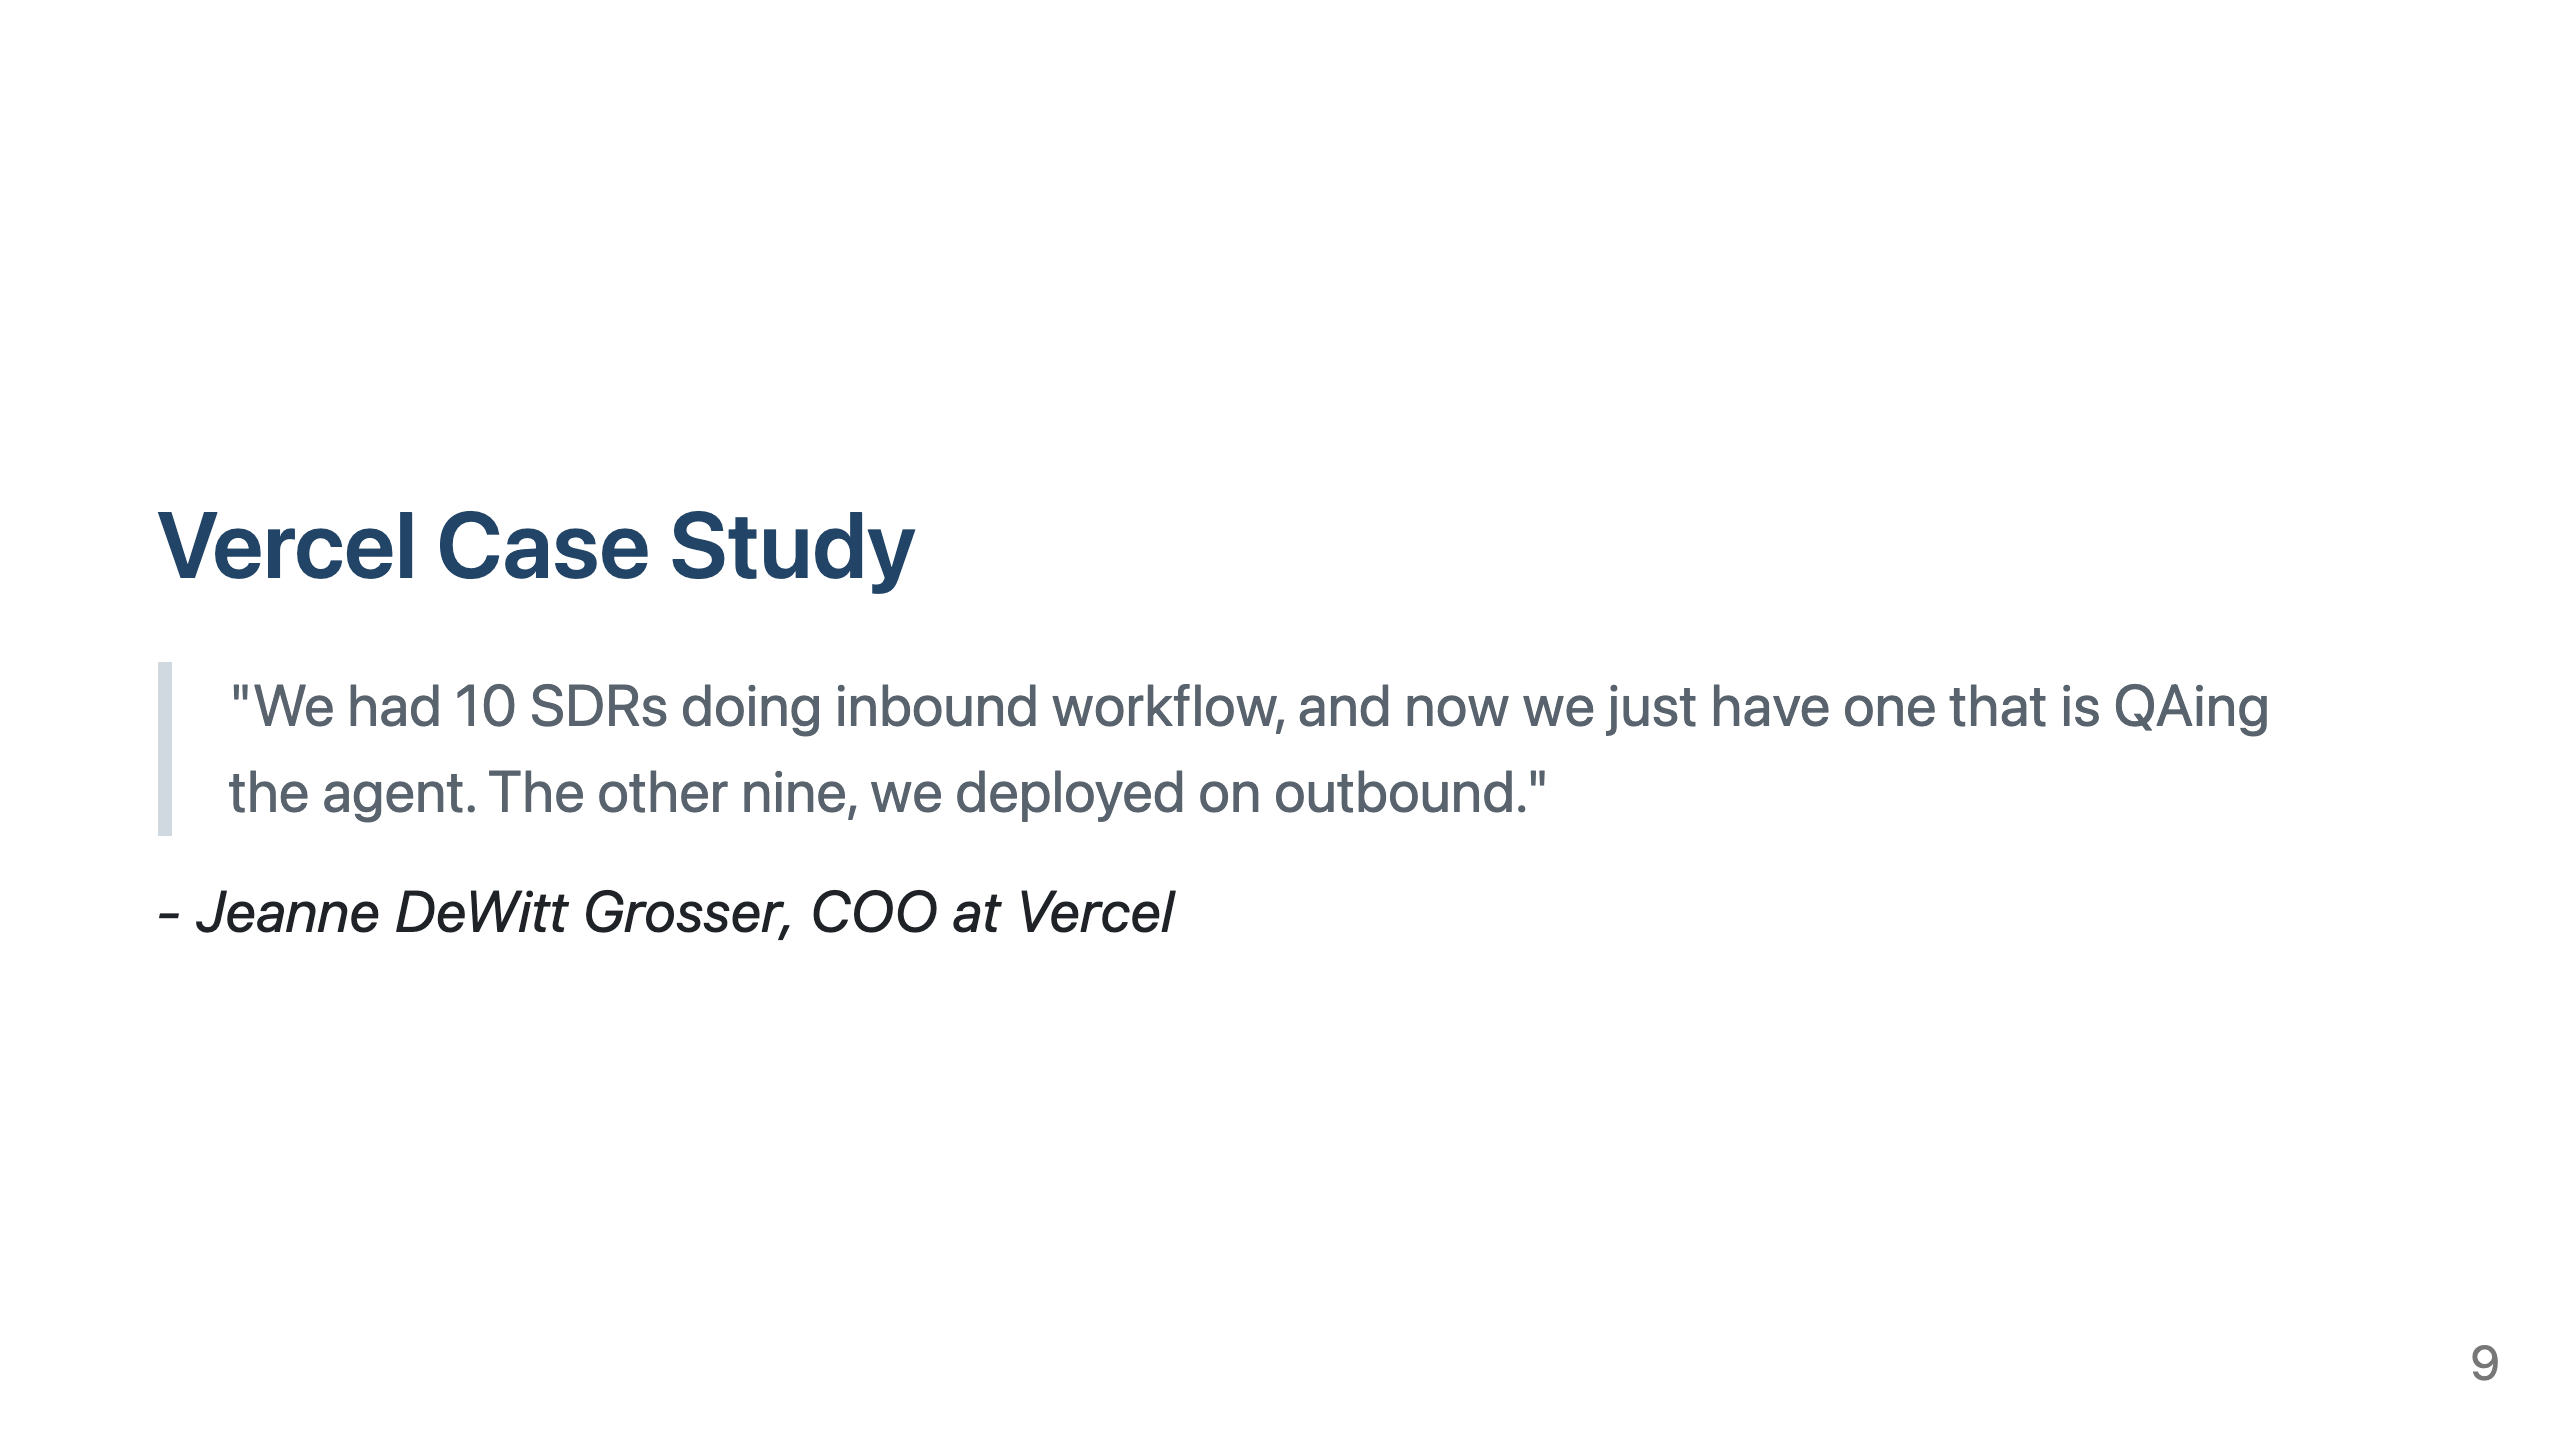 Vercel Case Study
"We had 10 SDRs doing inbound workflow, and now we just have one that is QAing
the agent. The other nine, we deployed on outbound."
- Jeanne DeWitt Grosser, COO at Vercel
9